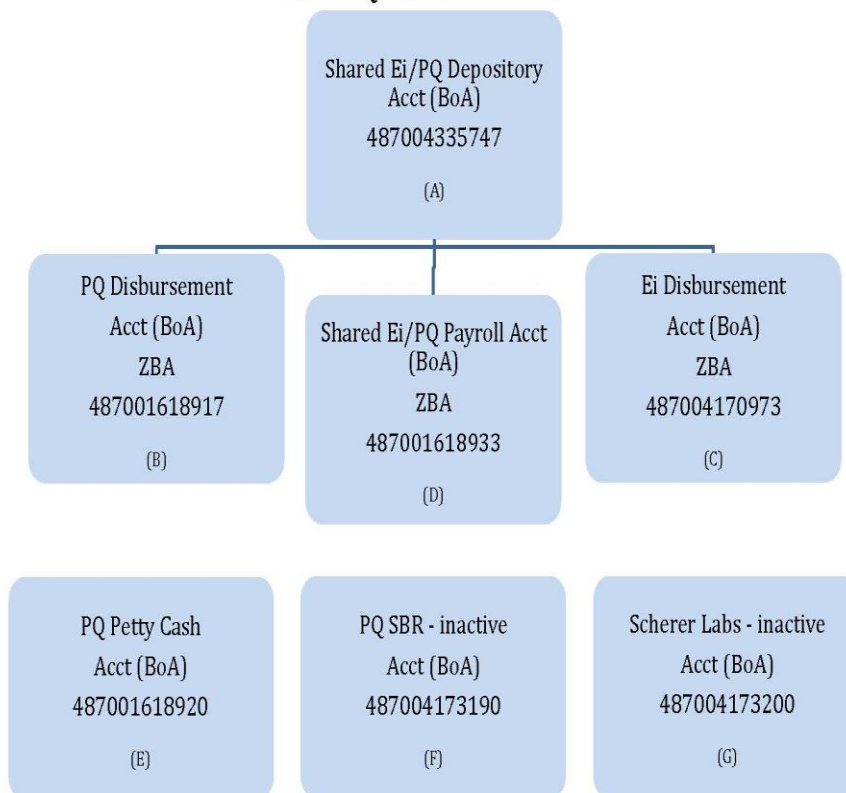 Shared Ei/PQ Depository
Acct (BoA)
487004335747
(A)
PQ Disbursement
Acct (BoA)
ZBA
487001618917
(B)
Shared Ei/PQ Payroll Acct
(BoA)
ZBA
487001618933
(D)
Ei Disbursement
Acct (BoA)
ZBA
487004170973
(C)
PQ Petty Cash
Acct (BoA)
487001618920
(E)
PQ SBR - inactive
Acct (BoA)
487004173190
(F)
Scherer Labs - inactive
Acct (BoA)
487004173200
(G)